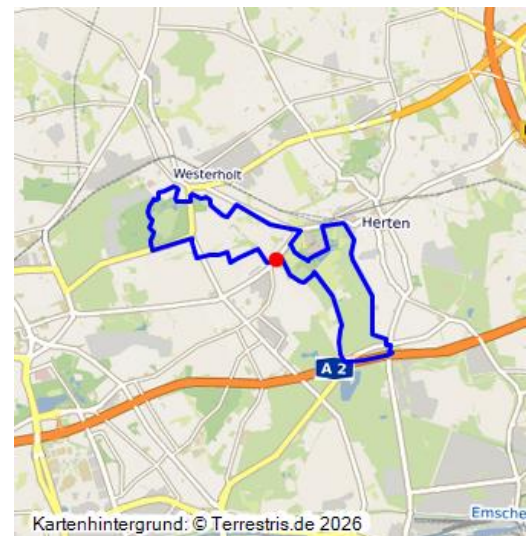 Westerholt
Herten
A 2
Emsche
Kartenhintergrund: © Terrestris.de 2026